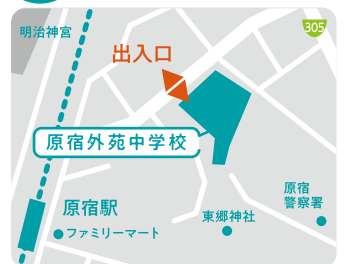 明治神宮
305
出入口
原宿外苑中学校
原宿駅
ファミリーマート
東郷神社
原宿
警察署